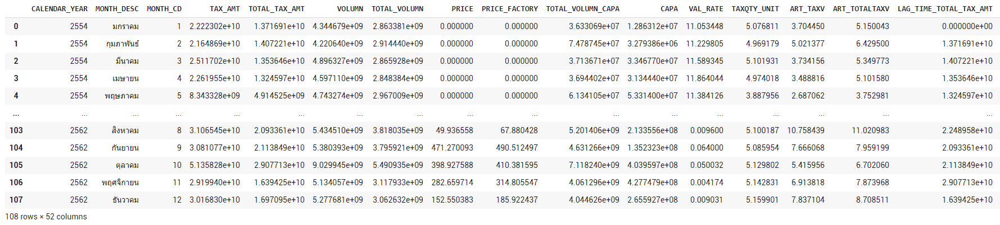 CALENDAR_YEAR MONTH_DESC MONTH_CD TAX_AMT TOTAL_TAX_AMT VOLUMN TOTAL_VOLUMN PRICE PRICE_FACTORY TOTAL_VOLUMN_CAPA CAPA VAL_RATE TAXQTY_UNIT ART_TAXV ART_TOTALTAXV LAG_TIME_TOTAL_TAX_AMT
0 2554 มกราคม 1 2.222302e+10 1.371691e+10 4.344679e+09 2.863381e+09 0.000000 0.000000 3.633069e+07 1.286312e+07 11.053448 5.076811 3.704450 5.150043 0.000000e+00
1 2554 กุมภาพันธ์ 2 2.164869e+10 1.407221e+10 4.220640e+09 2.914440e+09 0.000000 0.000000 7.478745e+07 3.279386e+06 11.229805 4.969179 5.021377 6.429500 1.371691e+10
2 2554 มีนาคม 3 2.511702e+10 1.353646e+10 4.896327e+09 2.865928e+09 0.000000 0.000000 3.713671e+07 3.346770e+07 11.589345 5.101931 3.734156 5.349773 1.407221e+10
3 2554 เมษายน 4 2.261955e+10 1.324597e+10 4.597110e+09 2.848384e+09 0.000000 0.000000 3.694402e+07 3.134440e+07 11.864044 4.974018 3.488816 5.101580 1.353646e+10
4 2554 พฤษภาคม 5 8.343328e+09 4.914525e+09 4.743274e+09 2.967009e+09 0.000000 0.000000 6.134105e+07 5.331400e+07 11.384126 3.887956 2.687062 3.752981 1.324597e+10
... ... ... ... ... ... ... ... ... ... ... ... ... ... ... ... ...
103 2562 สิงหาคม 8 3.106545e+10 2.093361e+10 5.434510e+09 3.818035e+09 49.936558 67.880428 5.201406e+09 2.133556e+08 0.009600 5.100187 10.758439 11.020983 2.248958e+10
104 2562 กันยายน 9 3.081077e+10 2.113849e+10 5.380393e+09 3.795921e+09 471.270093 490.512497 4.631266e+09 1.352323e+08 0.064000 5.085954 7.666068 7.959199 2.093361e+10
105 2562 ตุลาคม 10 5.135828e+10 2.907713e+10 9.029945e+09 5.490935e+09 398.927588 410.381595 7.118240e+09 4.039597e+08 0.050032 5.129802 5.415956 6.702060 2.113849e+10
106 2562 พฤศจิกายน 11 2.919940e+10 1.639425e+10 5.134057e+09 3.117933e+09 282.659714 314.805547 4.061296e+09 4.277479e+08 0.004174 5.142831 6.913818 7.873968 2.907713e+10
107 2562 ธันวาคม 12 3.016830e+10 1.697095e+10 5.277681e+09 3.062632e+09 152.550383 185.922437 4.044626e+09 2.655927e+08 0.009031 5.159901 7.837104 8.708511 1.639425e+10
108 rows × 52 columns